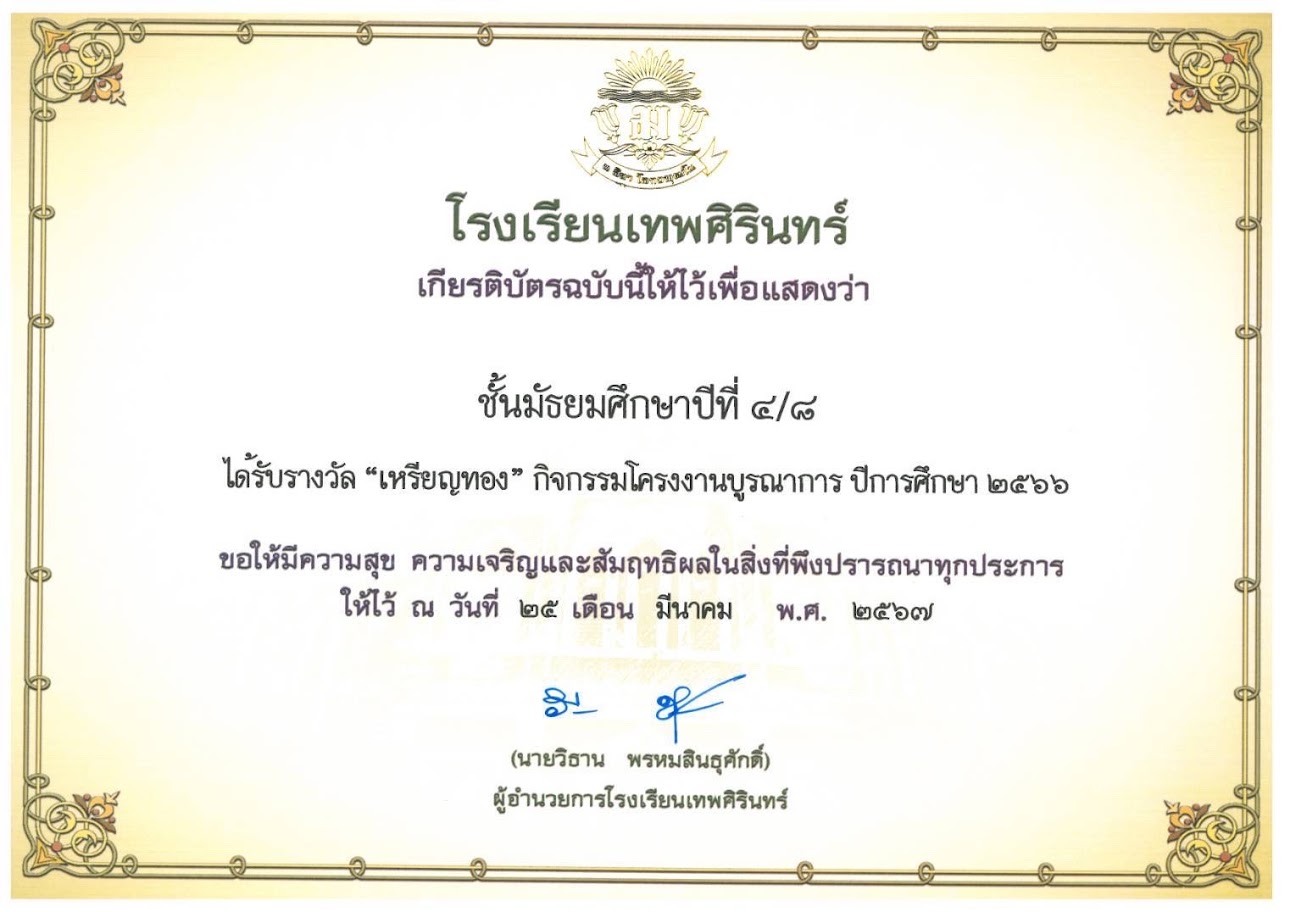 โรงเรียนเทพศิรินทร์
เกียรติบัตรฉบับนี้ให้ไว้เพื่อแสดงว่า
ชั้นมัธยมศึกษาปีที่ ๔/๘
ได้รับรางวัล “เหรียญทอง” กิจกรรมโครงงานบูรณาการ ปีการศึกษา ๒๕๖๖
ขอให้มีความสุข ความเจริญและสัมฤทธิผลในสิ่งที่พึงปรารถนาทุกประการ
ให้ไว้ ณ วันที่ ๒๕ เดือน มีนาคม พ.ศ. ๒๕๖๗
(นายวิธาน พรหมสินธุศักดิ์)
ผู้อำนวยการโรงเรียนเทพศิรินทร์